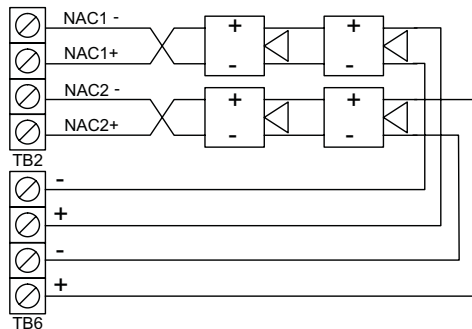 NAC1 -
NAC1+
NAC2 -
NAC2+
TB2
+ +
- -
+ +
- -
-
+
-
+
TB6